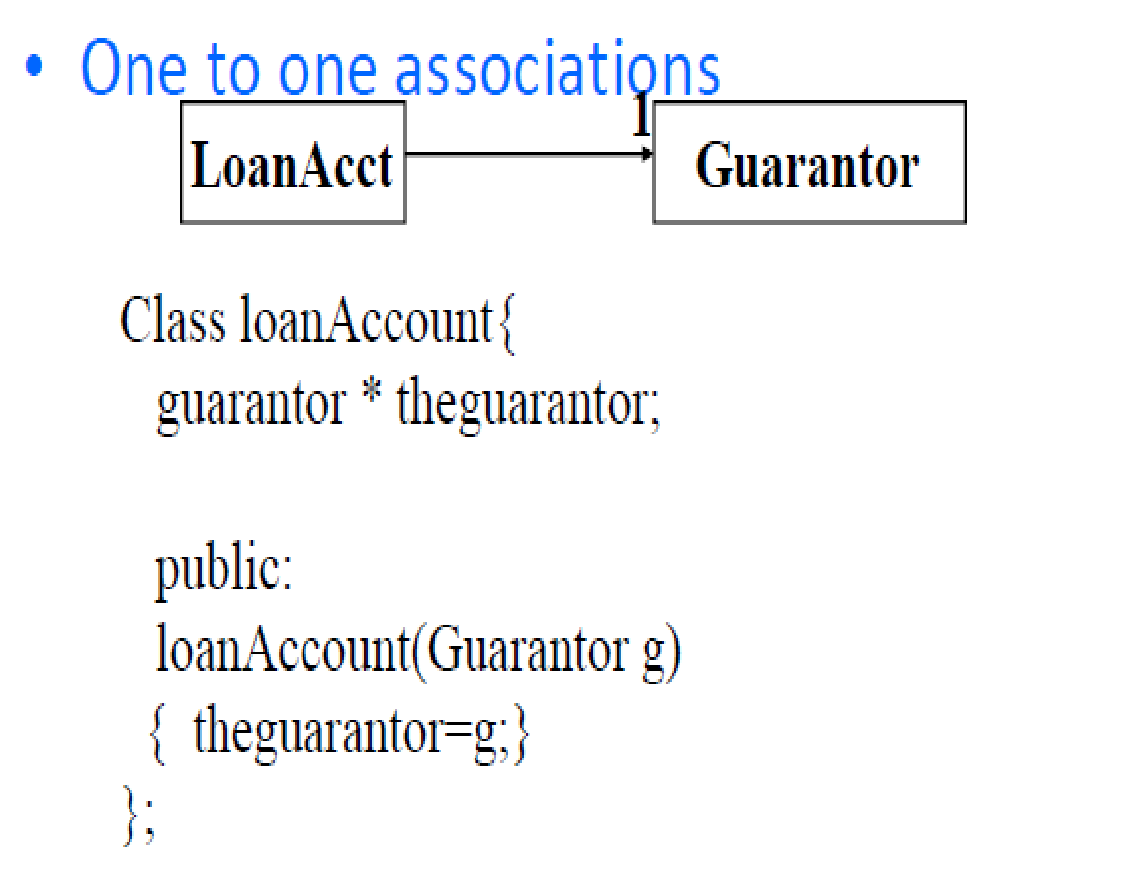 • One to one associations
1
LoanAcct Guarantor
Class loanAccount{
guarantor * theguarantor;
public:
loanAccount(Guarantor g)
{ theguarantor=g;}
};